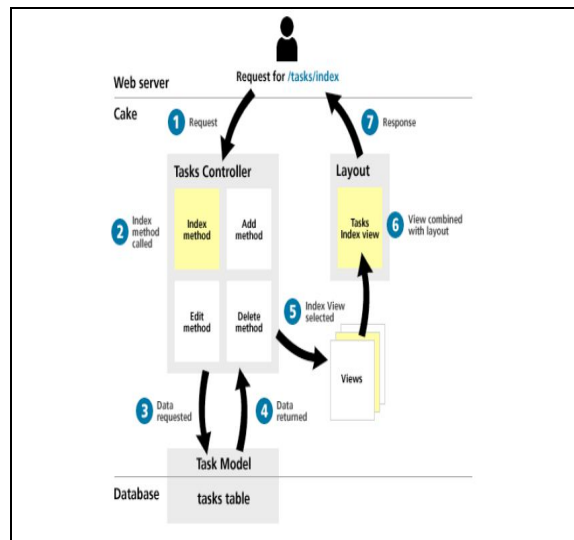 Request for /tasks/index
Web server
Cake
1 Request
7 Response
Tasks Controller
Layout
2 Index
method
called
Index
method
Add
method
Tasks
Index view
6 View combined
with layout
Edit
method
Delete
method
5 Index View
selected
Views
3 Data
requested
4 Data
returned
Task Model
Database
tasks table